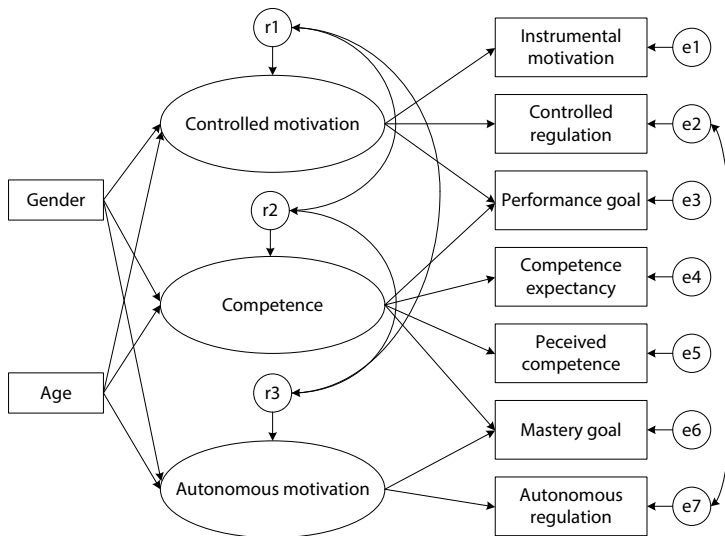 r1
Instrumental
motivation
e1
Controlled motivation
Controlled
regulation
e2
Gender
r2
Performance goal
e3
Competence
Competence
expectancy
e4
Age
r3
Peceived
competence
e5
Mastery goal
e6
Autonomous motivation
Autonomous
regulation
e7